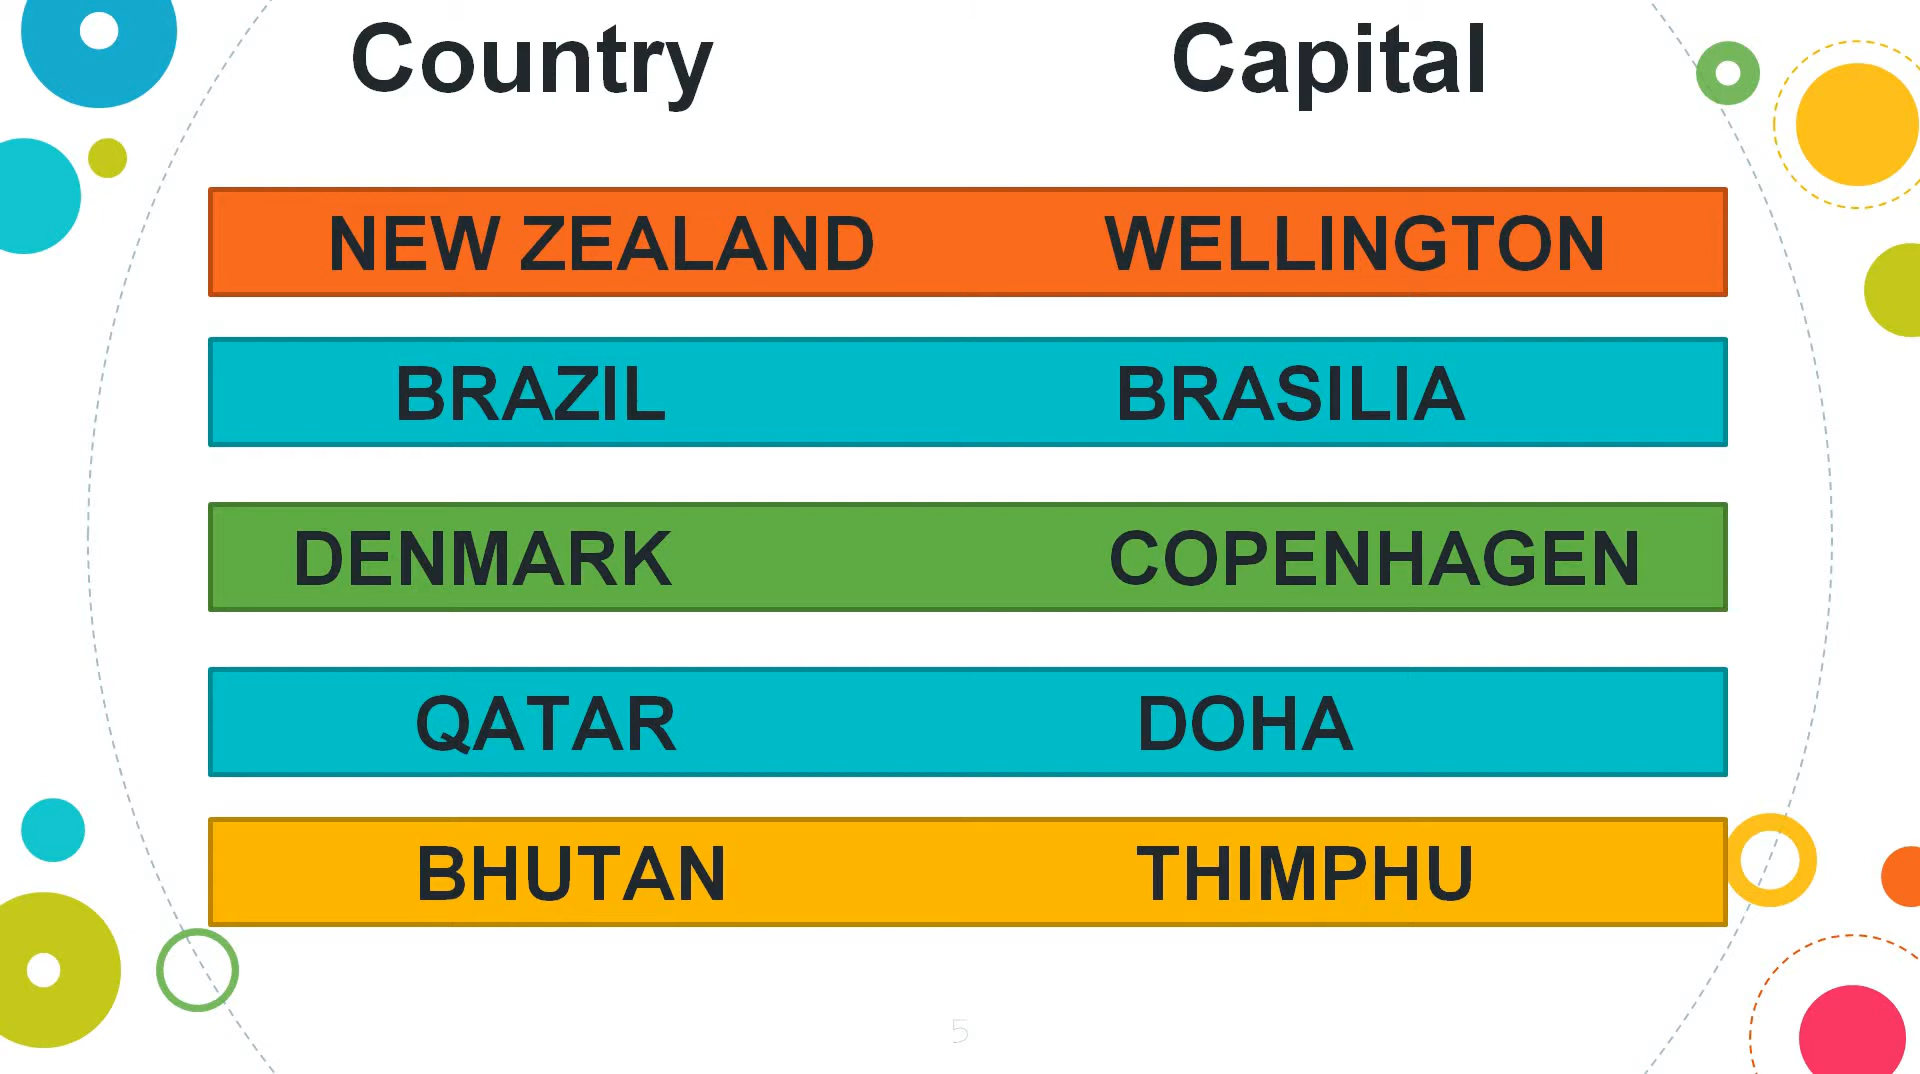 Country Capital
NEW ZEALAND WELLINGTON
BRAZIL BRASILIA
DENMARK COPENHAGEN
QATAR DOHA
BHUTAN THIMPHU
5